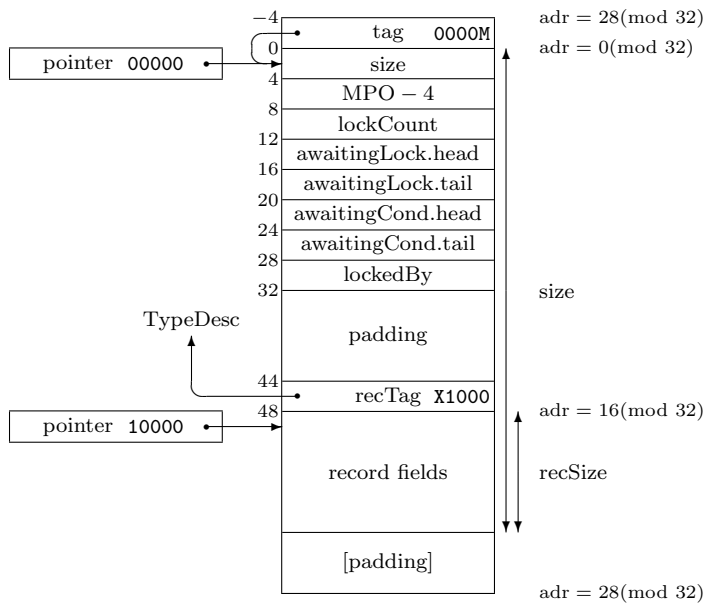 −4
tag 0000M
adr = 28(mod 32)
0
adr = 0(mod 32)
pointer 00000
size
4
MPO − 4
8
lockCount
12
awaitingLock.head
16
awaitingLock.tail
20
awaitingCond.head
24
awaitingCond.tail
28
lockedBy
32
size
TypeDesc
padding
44
recTag X1000
48
adr = 16(mod 32)
pointer 10000
record fields
recSize
[padding]
adr = 28(mod 32)